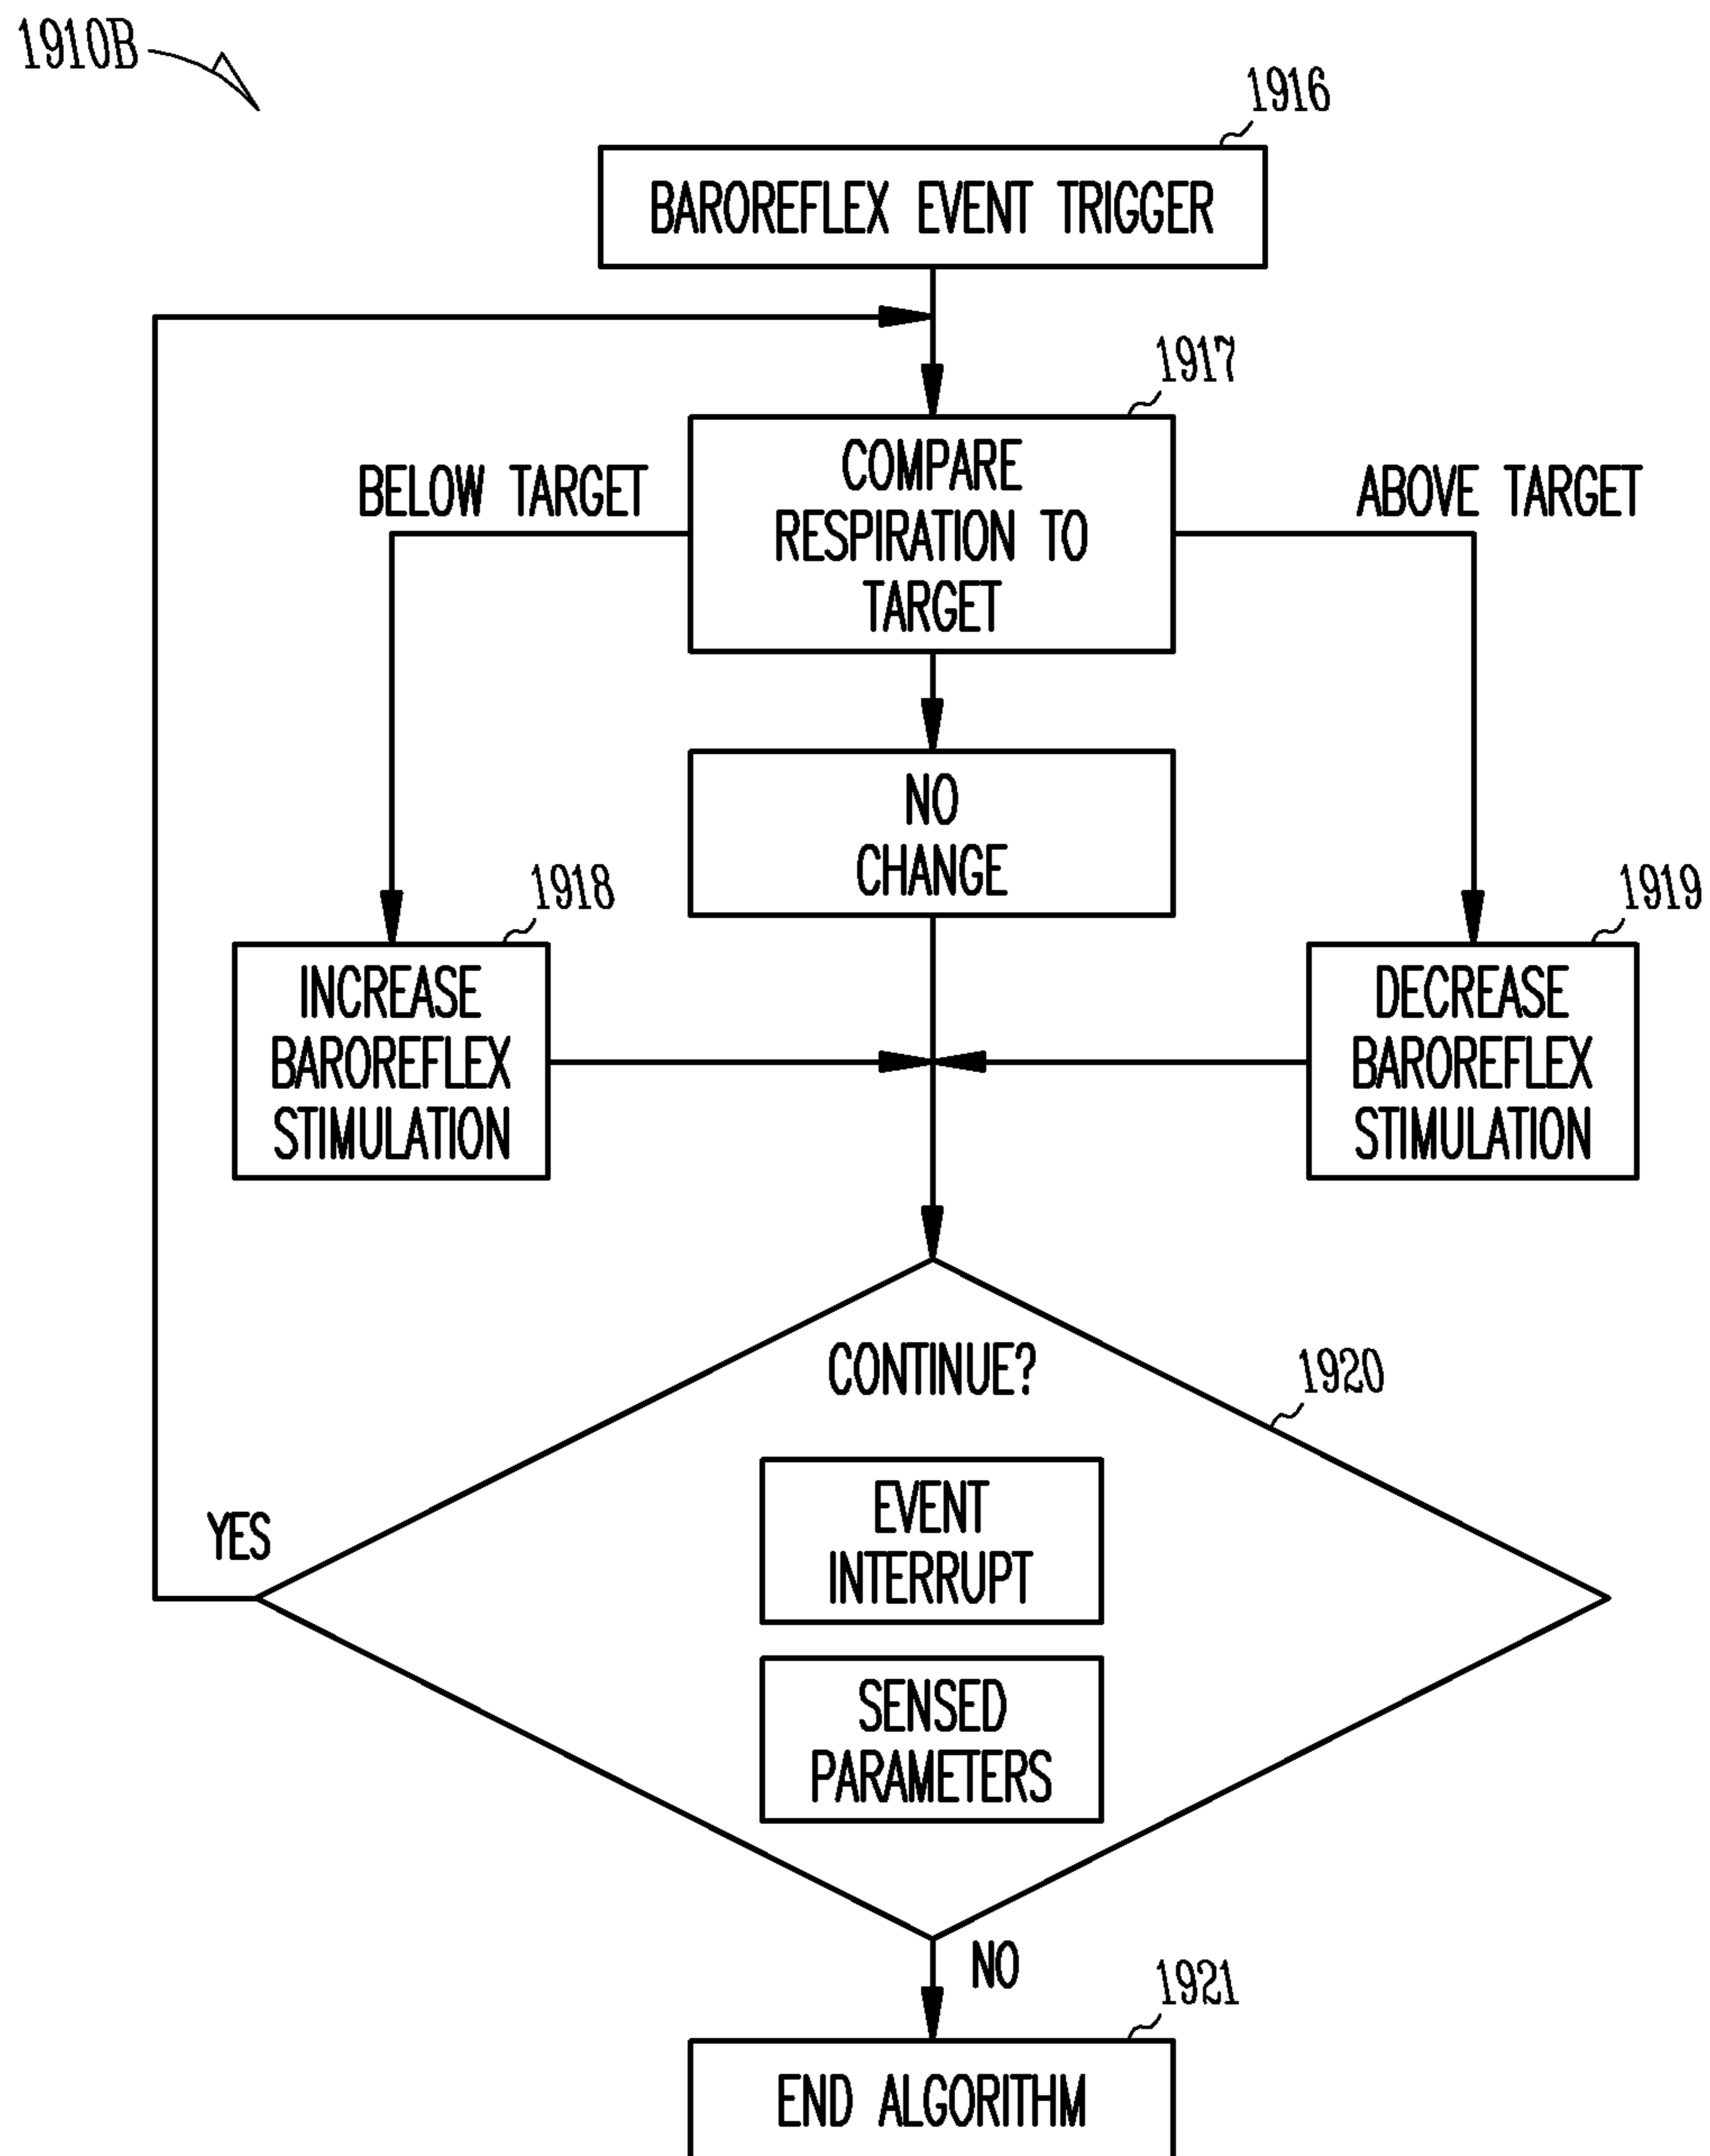 1910B
1916
BAROREFLEX EVENT TRIGGER
1917
COMPARE
RESPIRATION TO
TARGET
BELOW TARGET
ABOVE TARGET
NO
CHANGE
1918
INCREASE
BAROREFLEX
STIMULATION
1919
DECREASE
BAROREFLEX
STIMULATION
CONTINUE?
1920
EVENT
INTERRUPT
YES
SENSED
PARAMETERS
NO
1921
END ALGORITHM